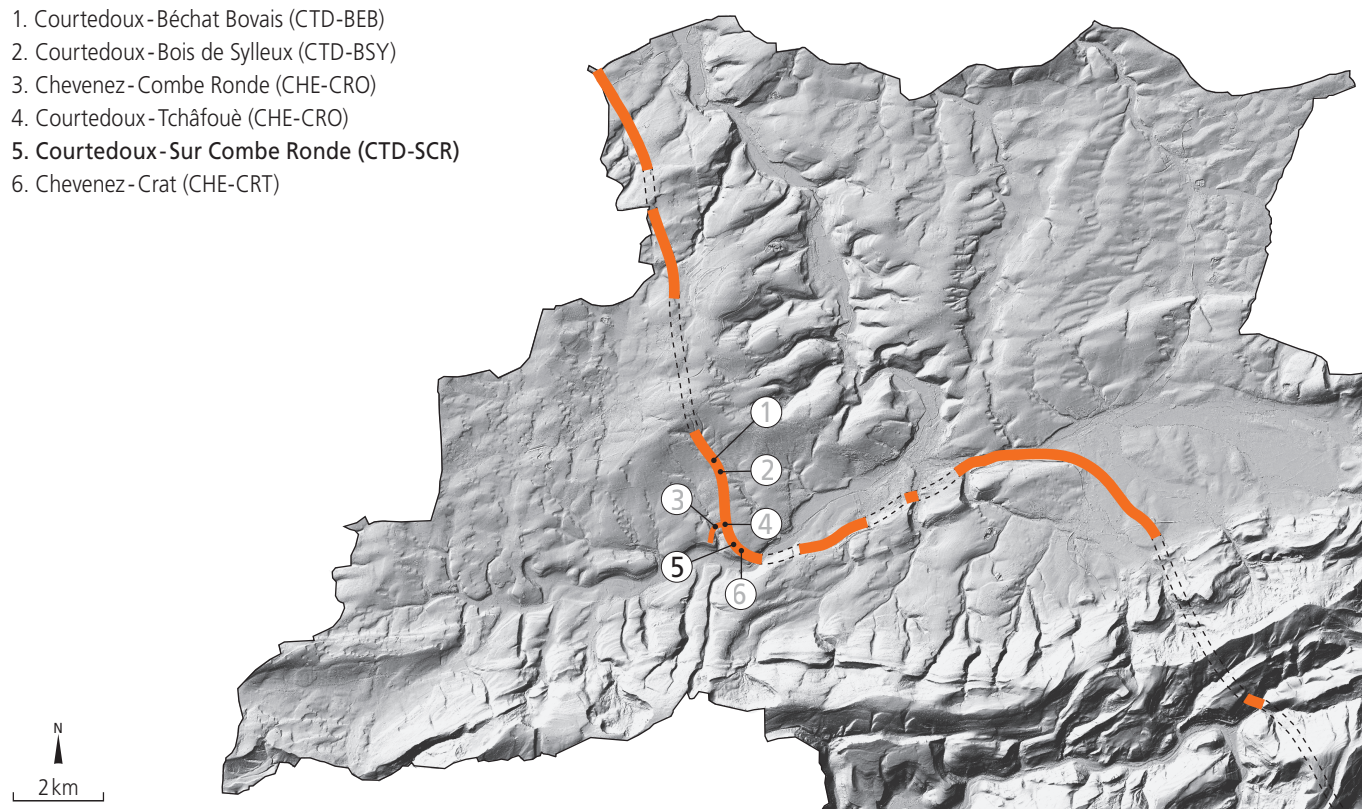 1. Courtedoux-Béchat Bovais (CTD-BEB)
2. Courtedoux-Bois de Sylleux (CTD-BSY)
3. Chevenez-Combe Ronde (CHE-CRO)
4. Courtedoux-Tchâfouè (CHE-CRO)
5. Courtedoux-Sur Combe Ronde (CTD-SCR)
6. Chevenez-Crat (CHE-CRT)
1
2
3
4
5
6
N
2 km